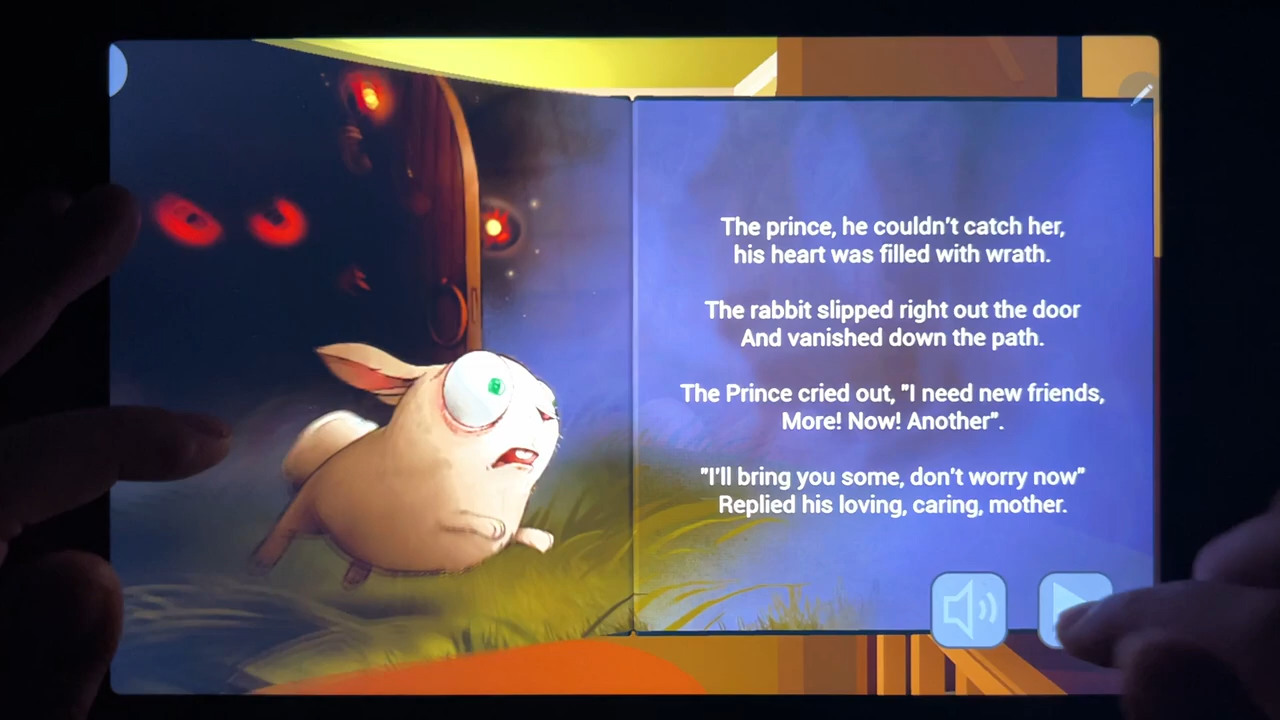 The prince, he couldn't catch her,
his heart was filled with wrath.
The rabbit slipped right out the door
And vanished down the path.
The Prince cried out, "I need new friends,
More! Now! Another".
"I'll bring you some, don't worry now"
Replied his loving, caring, mother.